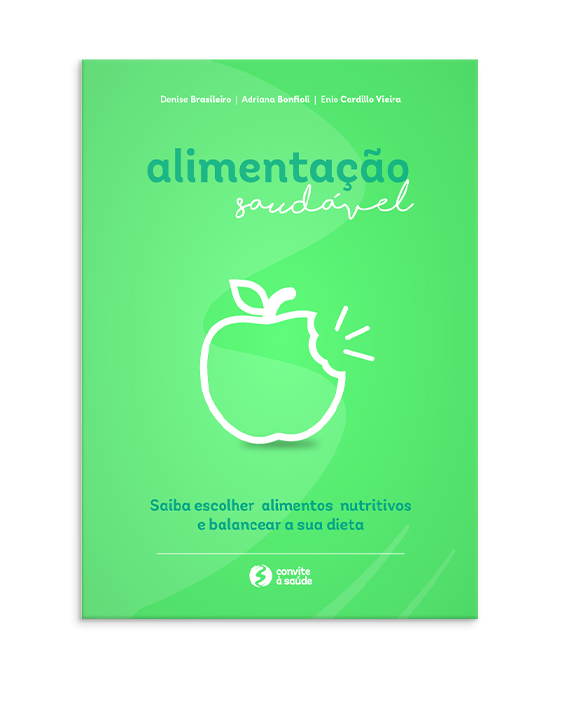 Denise Brasileiro | Adriana Bonfioli | Enio Cardillo Vieira
alimentação
saudável
Saiba escolher alimentos nutritivos
e balancear a sua dieta
convite
à saúde